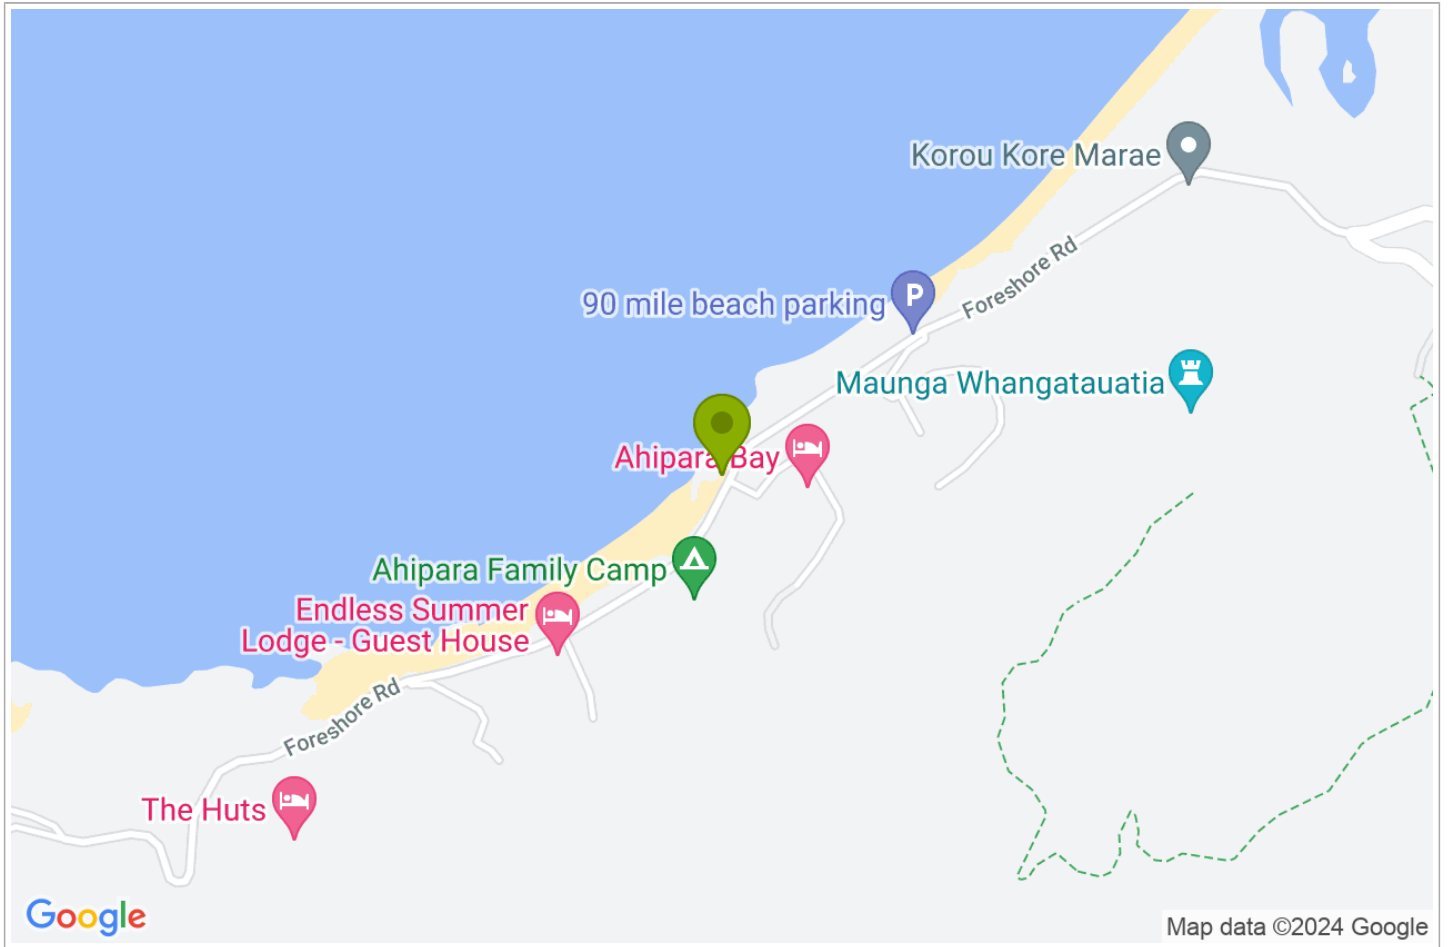 Korou Kore Marae
Foreshore Rd
90 mile beach parking
P
Maunga Whangatauatia
Ahipara Bay
Ahipara Family Camp
Endless Summer
Lodge - Guest House
Foreshore Rd
The Huts
Google
Map data ©2024 Google